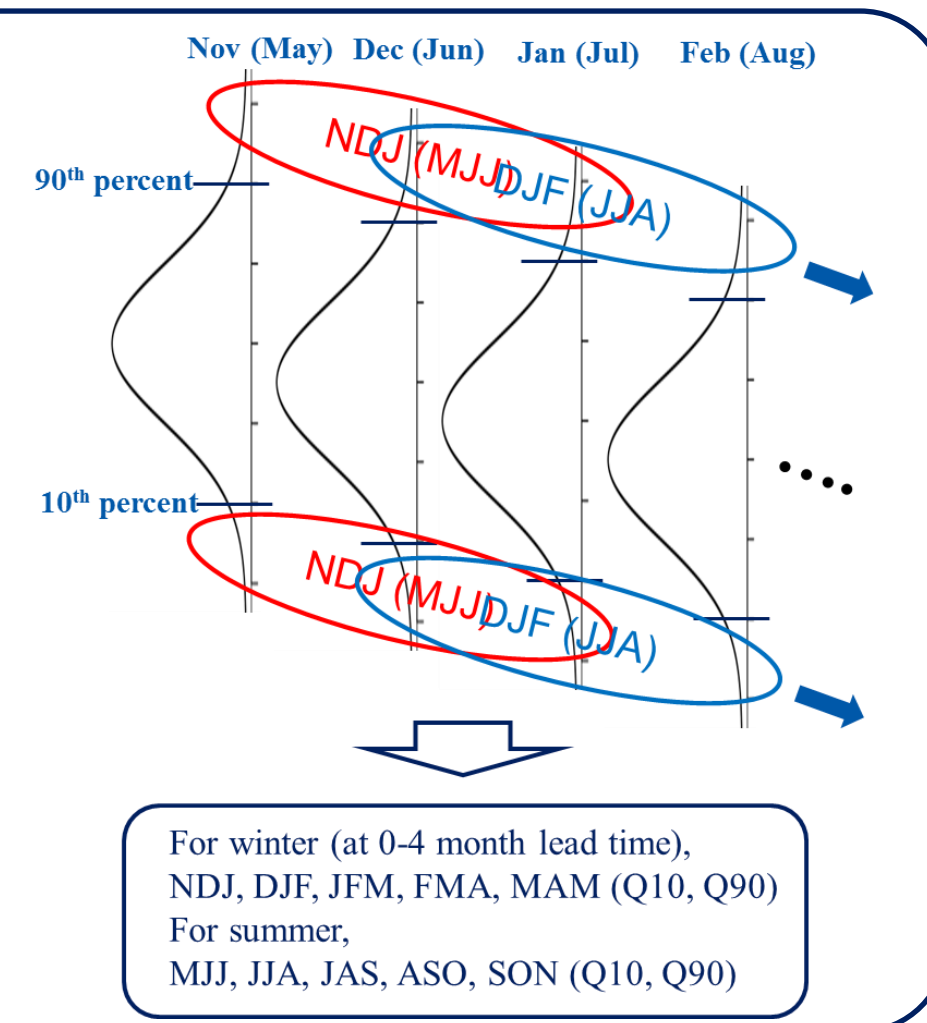 Nov (May) Dec (Jun) Jan (Jul) Feb (Aug)
NDJ (MJJ)
DJF (JJA)
90th percent
10th percent
NDJ (MJJ)
DJF (JJA)
For winter (at 0-4 month lead time),
NDJ, DJF, JFM, FMA, MAM (Q10, Q90)
For summer,
MJJ, JJA, JAS, ASO, SON (Q10, Q90)